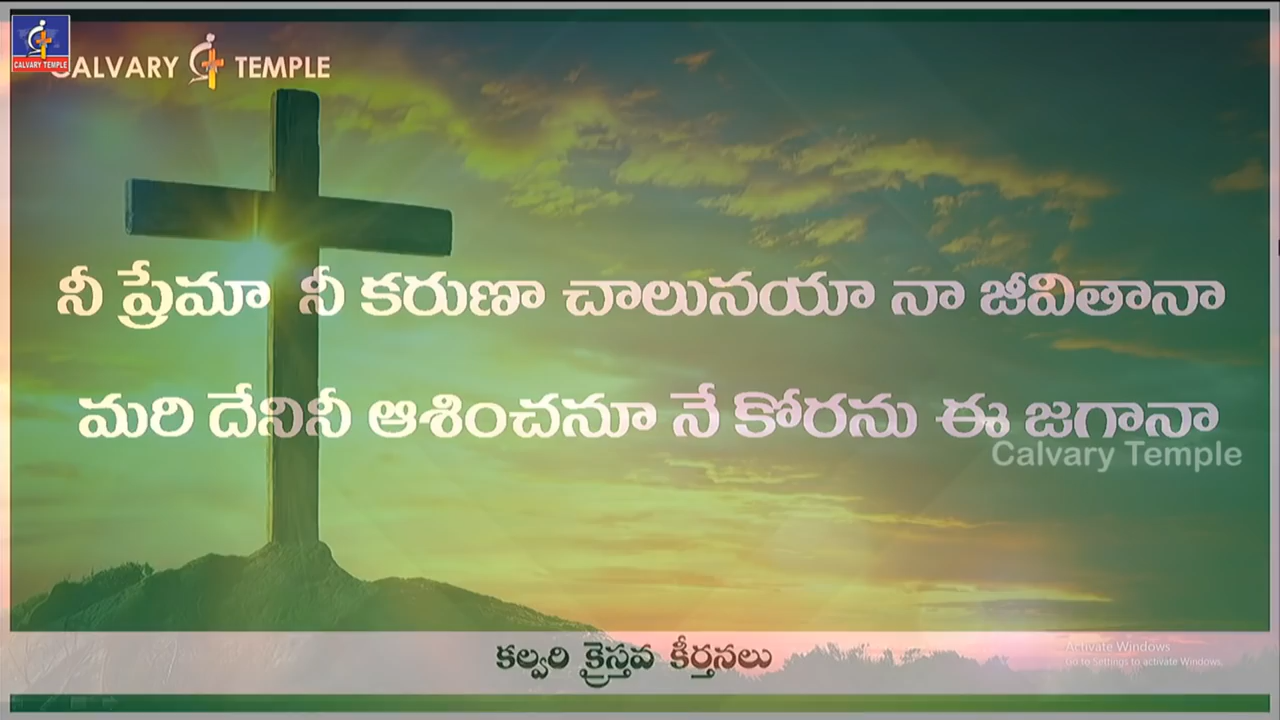 CALVARY TEMPLE
CALVARY TEMPLE
నీ ప్రేమా నీ కరుణా చాలునయా నా జీవితానా
మరి దేనినీ ఆశించనూ నే కోరను ఈ జగానా
Calvary Temple
కల్వరి క్రైస్తవ కీర్తనలు
Activate Windows
Go to Settings to activate Windows.